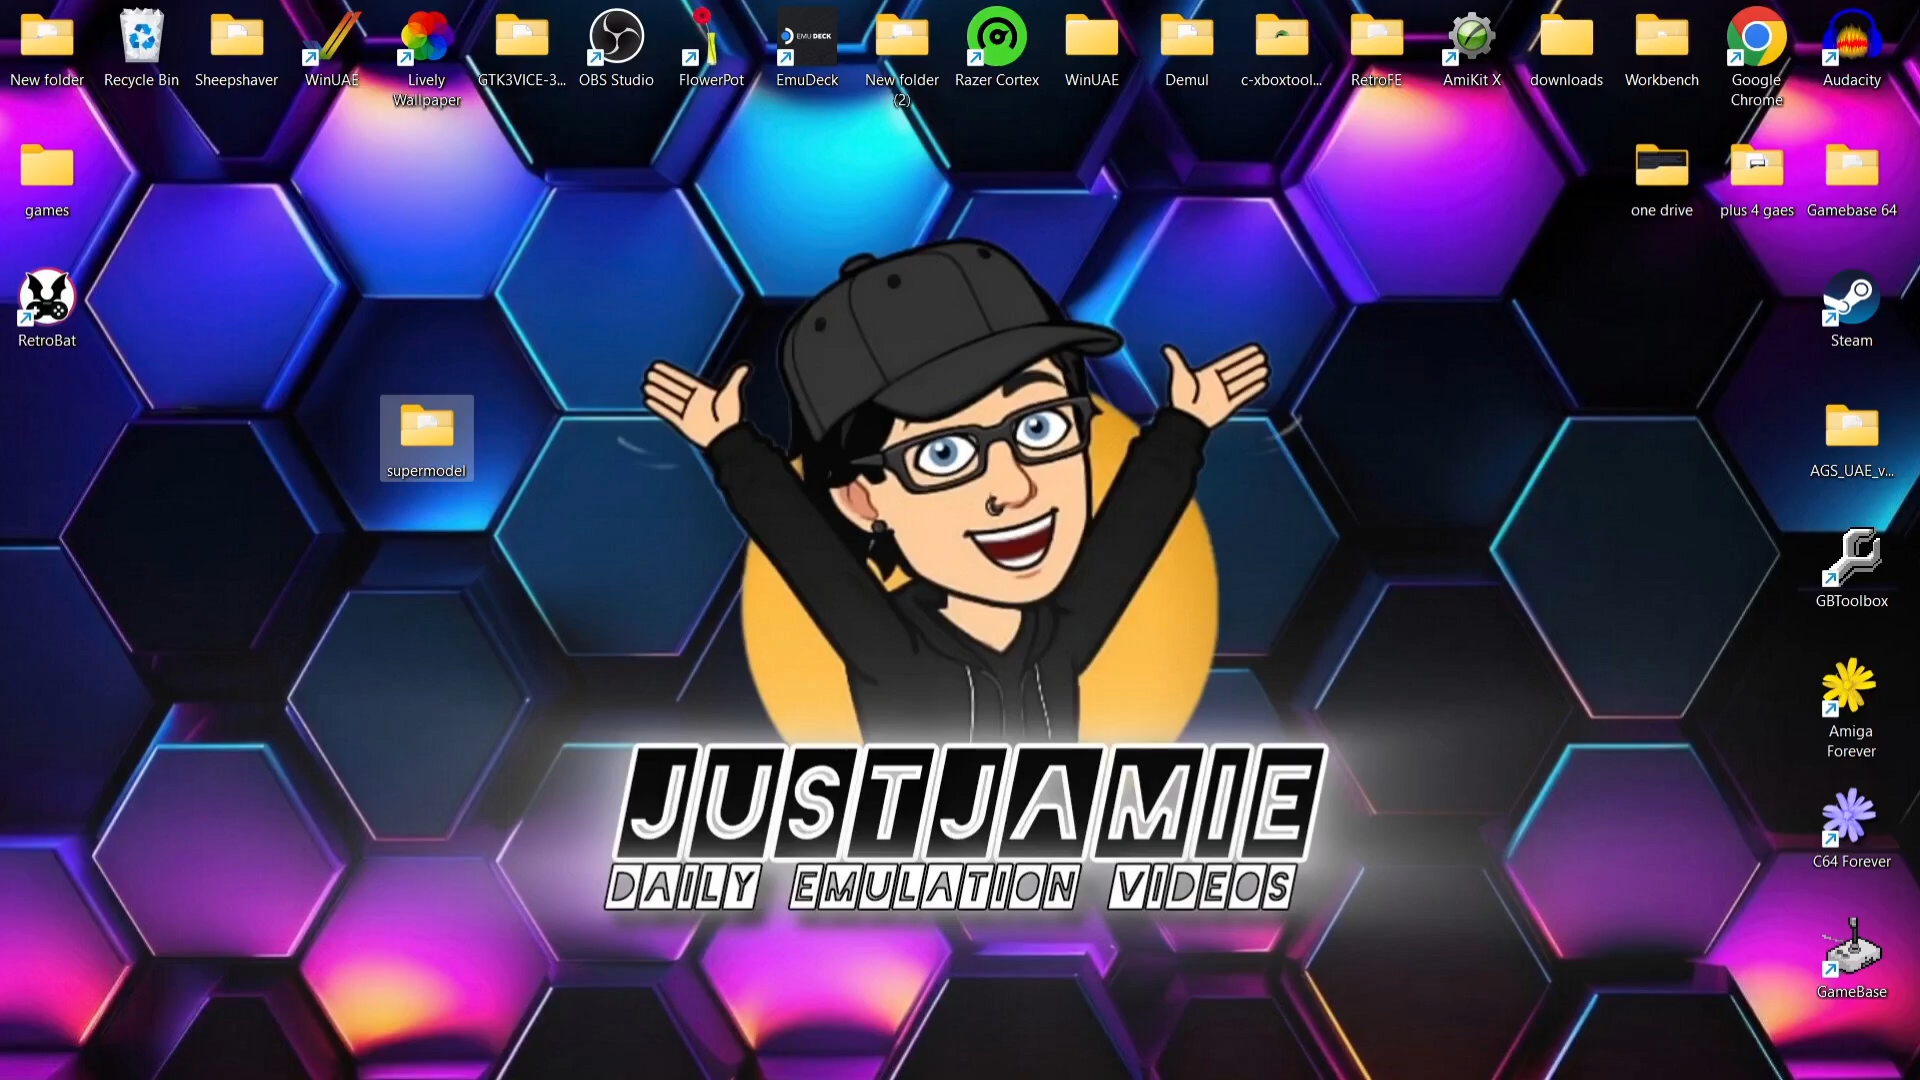 New folder
Recycle Bin
Sheepshaver
WinUAE
Lively
Wallpaper
GTK3VICE-3...
OBS Studio
FlowerPot
EMU DECK
EmuDeck
New folder
(2)
Razer Cortex
WinUAE
Demul
c-xboxtool...
RetroFE
AmiKit X
downloads
Workbench
Google
Chrome
Audacity
games
one drive
plus 4 gaes
Gamebase 64
RetroBat
Steam
supermodel
AGS_UAE_v...
GBToolbox
Amiga
Forever
JUSTJAMIE
C64 Forever
DAILY EMULATION VIDEOS
GameBase